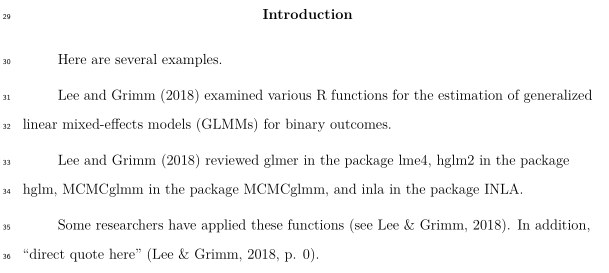 29 Introduction
30 Here are several examples.
31 Lee and Grimm (2018) examined various R functions for the estimation of generalized
32 linear mixed-effects models (GLMMs) for binary outcomes.
33 Lee and Grimm (2018) reviewed glmer in the package lme4, hglm2 in the package
34 hglm, MCMCglmm in the package MCMCglmm, and inla in the package INLA.
35 Some researchers have applied these functions (see Lee & Grimm, 2018). In addition,
36 “direct quote here” (Lee & Grimm, 2018, p. 0).